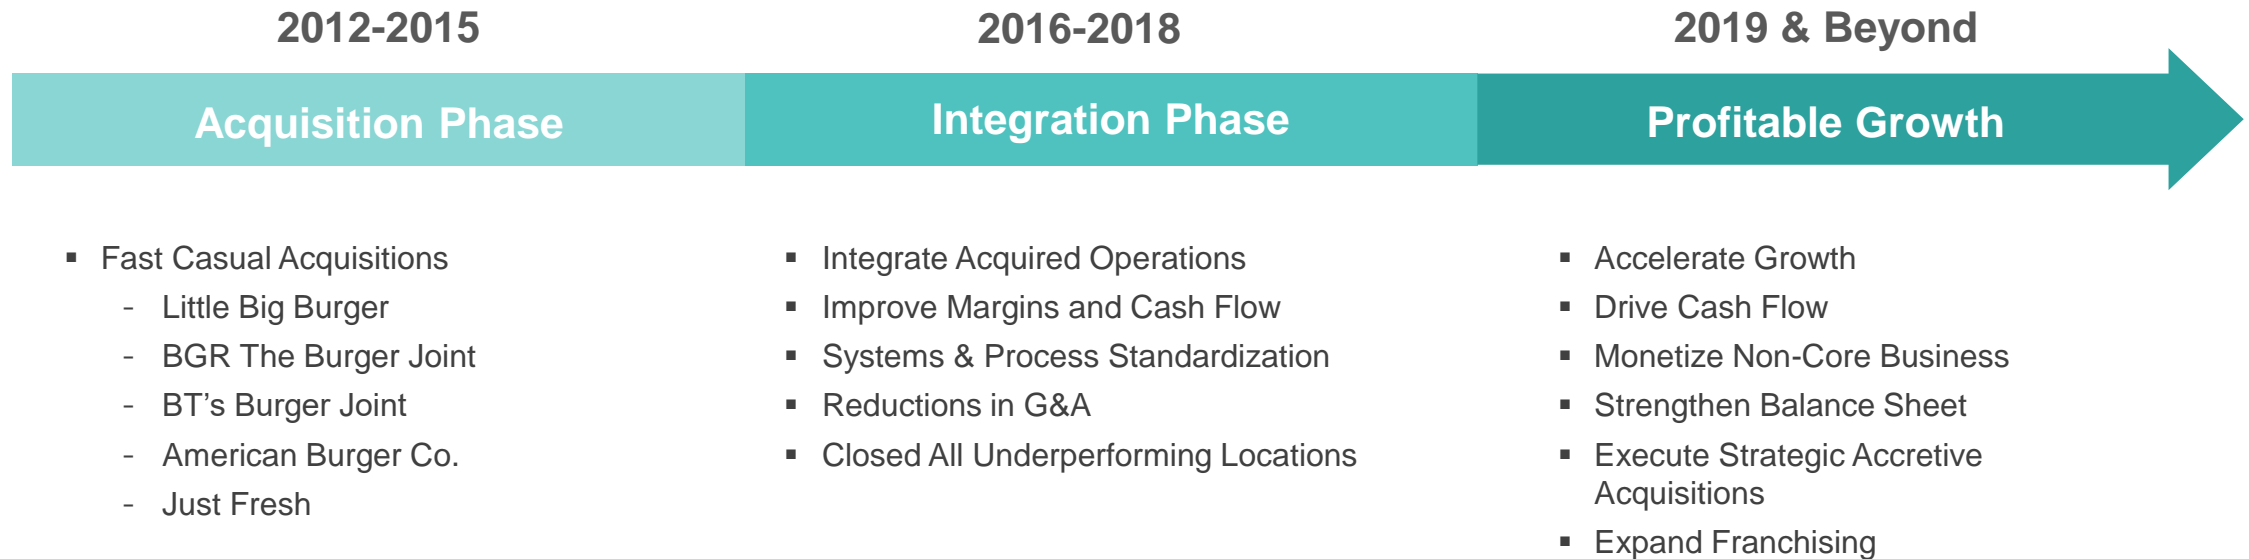 2012-2015
2016-2018
2019 & Beyond
Acquisition Phase
Integration Phase
Profitable Growth
▪ Fast Casual Acquisitions
- Little Big Burger
- BGR The Burger Joint
- BT’s Burger Joint
- American Burger Co.
- Just Fresh
▪ Integrate Acquired Operations
▪ Improve Margins and Cash Flow
▪ Systems & Process Standardization
▪ Reductions in G&A
▪ Closed All Underperforming Locations
▪ Accelerate Growth
▪ Drive Cash Flow
▪ Monetize Non-Core Business
▪ Strengthen Balance Sheet
▪ Execute Strategic Accretive
Acquisitions
▪ Expand Franchising